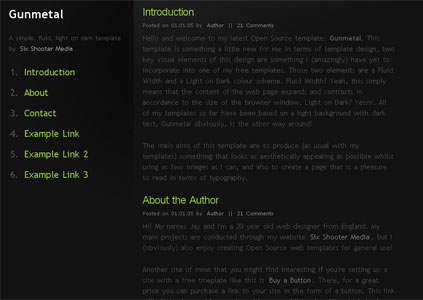 Gunmetal
A simple, fluid, light on dark template
by Six Shooter Media
1. Introduction
2. About
3. Contact
4. Example Link
5. Example Link 2
6. Example Link 3
Introduction
Posted on 01.01.05 by Author || 21 Comments
Hello and welcome to my latest Open Source template: Gunmetal. This
template is something a little new for me in terms of template design, two
key visual elements of this design are something I (amazingly) have yet to
incorporate into one of my free templates. Those two elements are a Fluid
Width and a Light on Dark colour scheme. Fluid Width? Yeah, this simply
means that the content of the web page expands and contracts in
accordance to the size of the browser window. Light on Dark? Yessir. All
of my templates so far have been based on a light background with dark
text, Gunmetal obviously, is the other way around!
The main aims of this template are to produce (as usual with my
templates) something that looks as aesthetically appealing as possible whilst
using as few images as I can, and also to create a page that is a pleasure
to read in terms of typography.
About the Author
Posted on 01.01.05 by Author || 21 Comments
Hi! My name's Jay and I'm a 20 year old web designer from England. My
main projects are conducted through my website Six Shooter Media , but I
(obviously) also enjoy creating Open Source web templates for general use!
Another site of mine that you might find interesting if you're setting up a
site with a free tmeplate like this is Buy a Button . There, for a great
price you can purchase a link to your site in the form of a button. This link